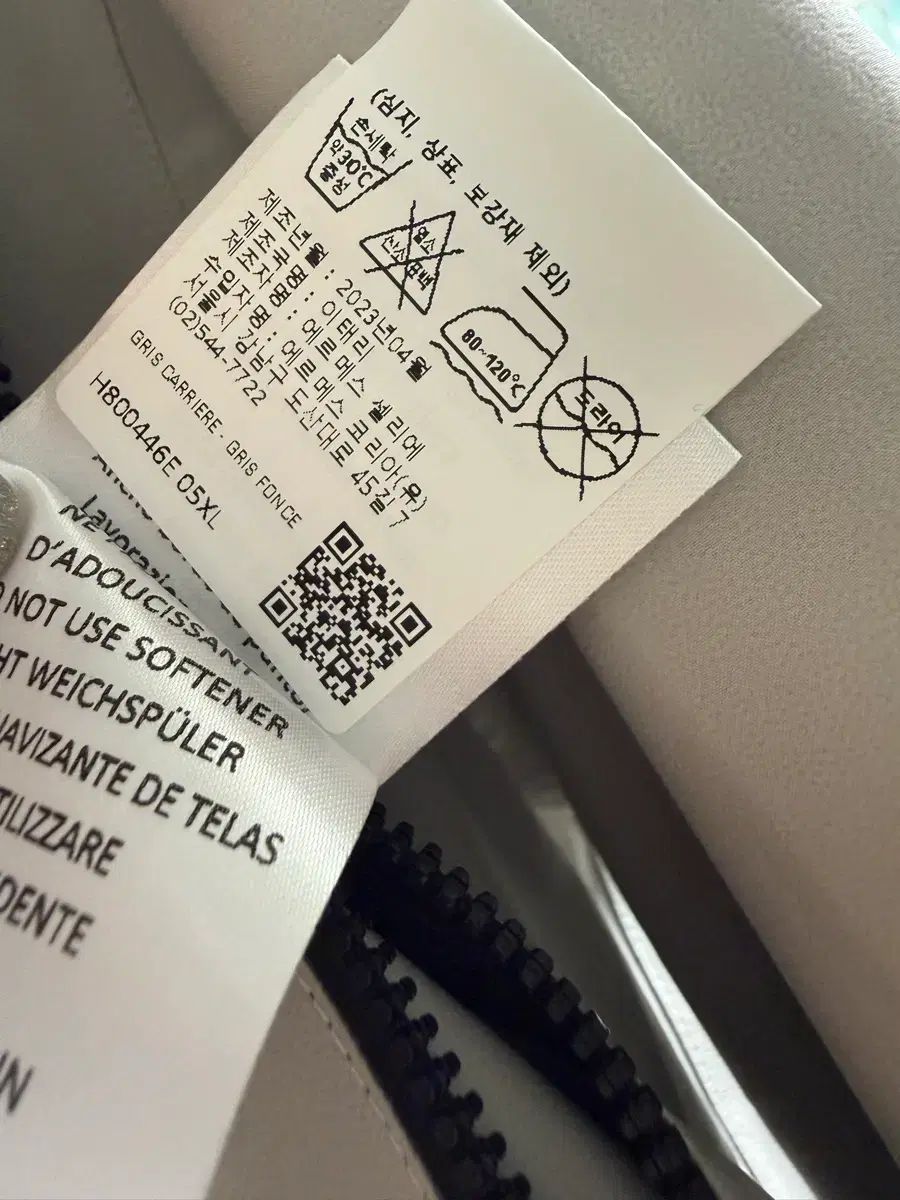 (심지, 상표, 보강재 제외)
손세탁
약30℃
중성
염소
산소 표백
80~120℃
드라이
제조년월 : 2023년04월
제조국명 : 이태리
제조자명 : 에르메스 셀리에
수입자명 : 에르메스 코리아(유)
서울시 강남구 도산대로 45길 7
(02)544-7722
GRIS CARRIERE - GRIS FONCE
H800446E 05XL
Lavorazio
D'ADOUCISSANT
NOT USE SOFTENER
HT WEICHSPÜLER
AVIZANTE DE TELAS
TILIZZARE
DENTE
IN